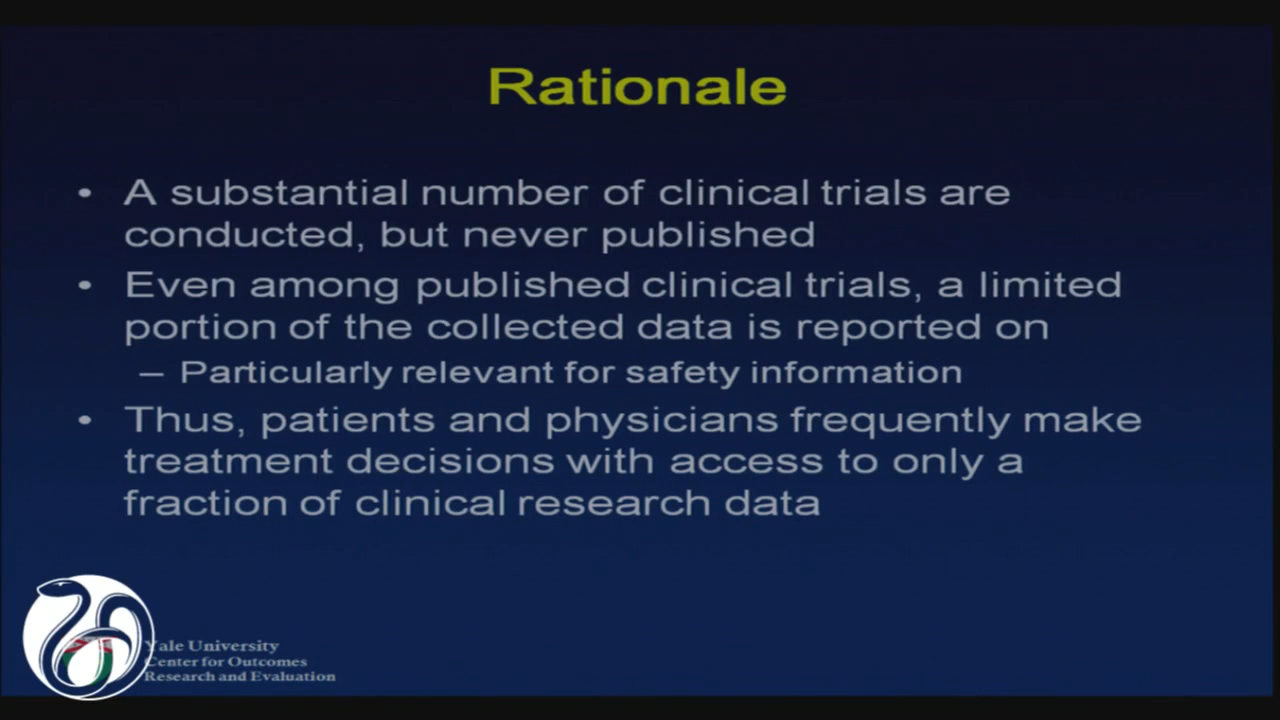 Rationale
• A substantial number of clinical trials are
conducted, but never published
• Even among published clinical trials, a limited
portion of the collected data is reported on
– Particularly relevant for safety information
• Thus, patients and physicians frequently make
treatment decisions with access to only a
fraction of clinical research data
Yale University
Center for Outcomes
Research and Evaluation